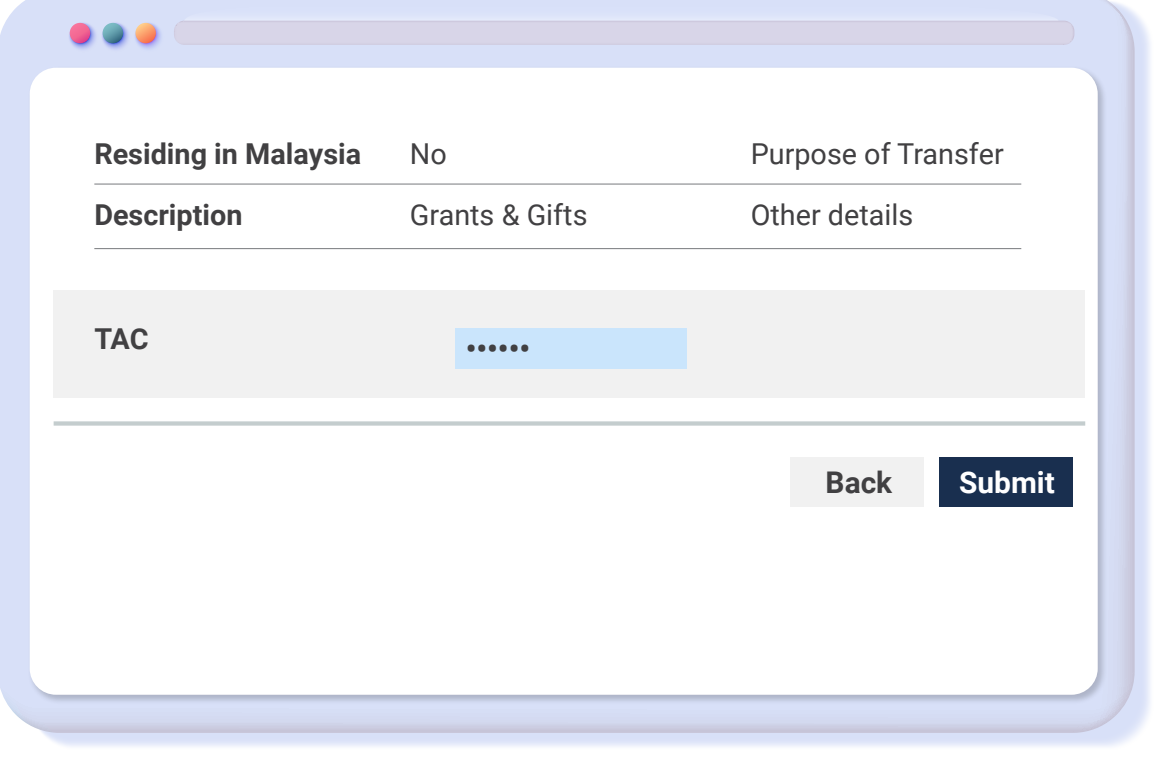 Residing in Malaysia No Purpose of Transfer
Description Grants & Gifts Other details
TAC ••••••
Back Submit